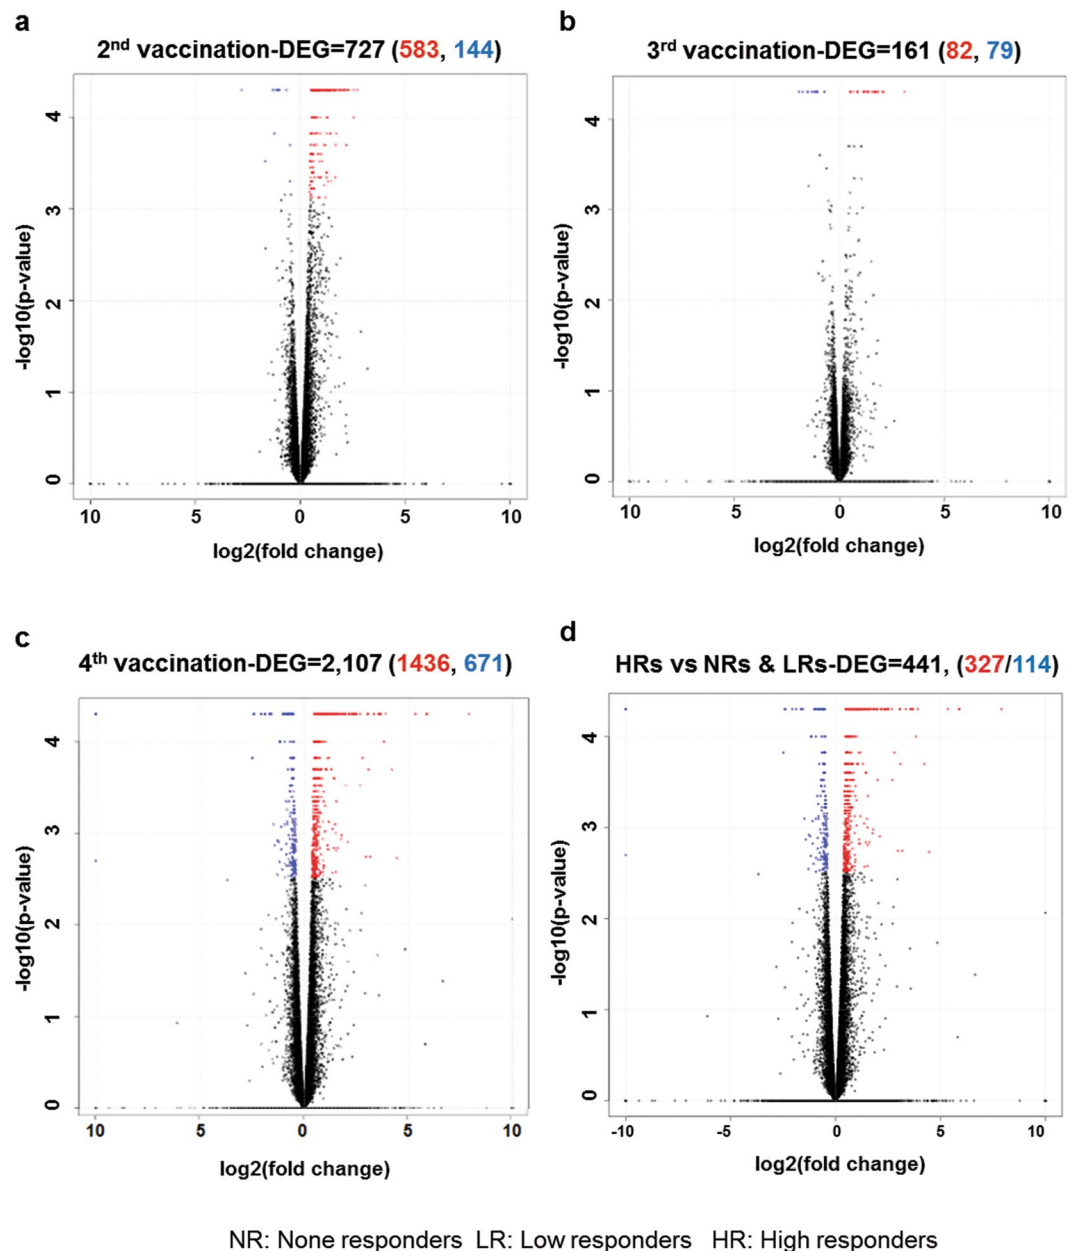 a
2nd vaccination-DEG=727 (583, 144)
-log10(p-value)
4
3
2
1
0
10 5 0 5 10
log2(fold change)
b
3rd vaccination-DEG=161 (82, 79)
-log10(p-value)
4
3
2
1
0
10 5 0 5 10
log2(fold change)
c
4th vaccination-DEG=2,107 (1436, 671)
-log10(p-value)
4
3
2
1
0
10 5 0 5 10
log2(fold change)
d
HRs vs NRs & LRs-DEG=441, (327/114)
-log10(p-value)
4
3
2
1
0
-10 -5 0 5 10
log2(fold change)
NR: None responders LR: Low responders HR: High responders